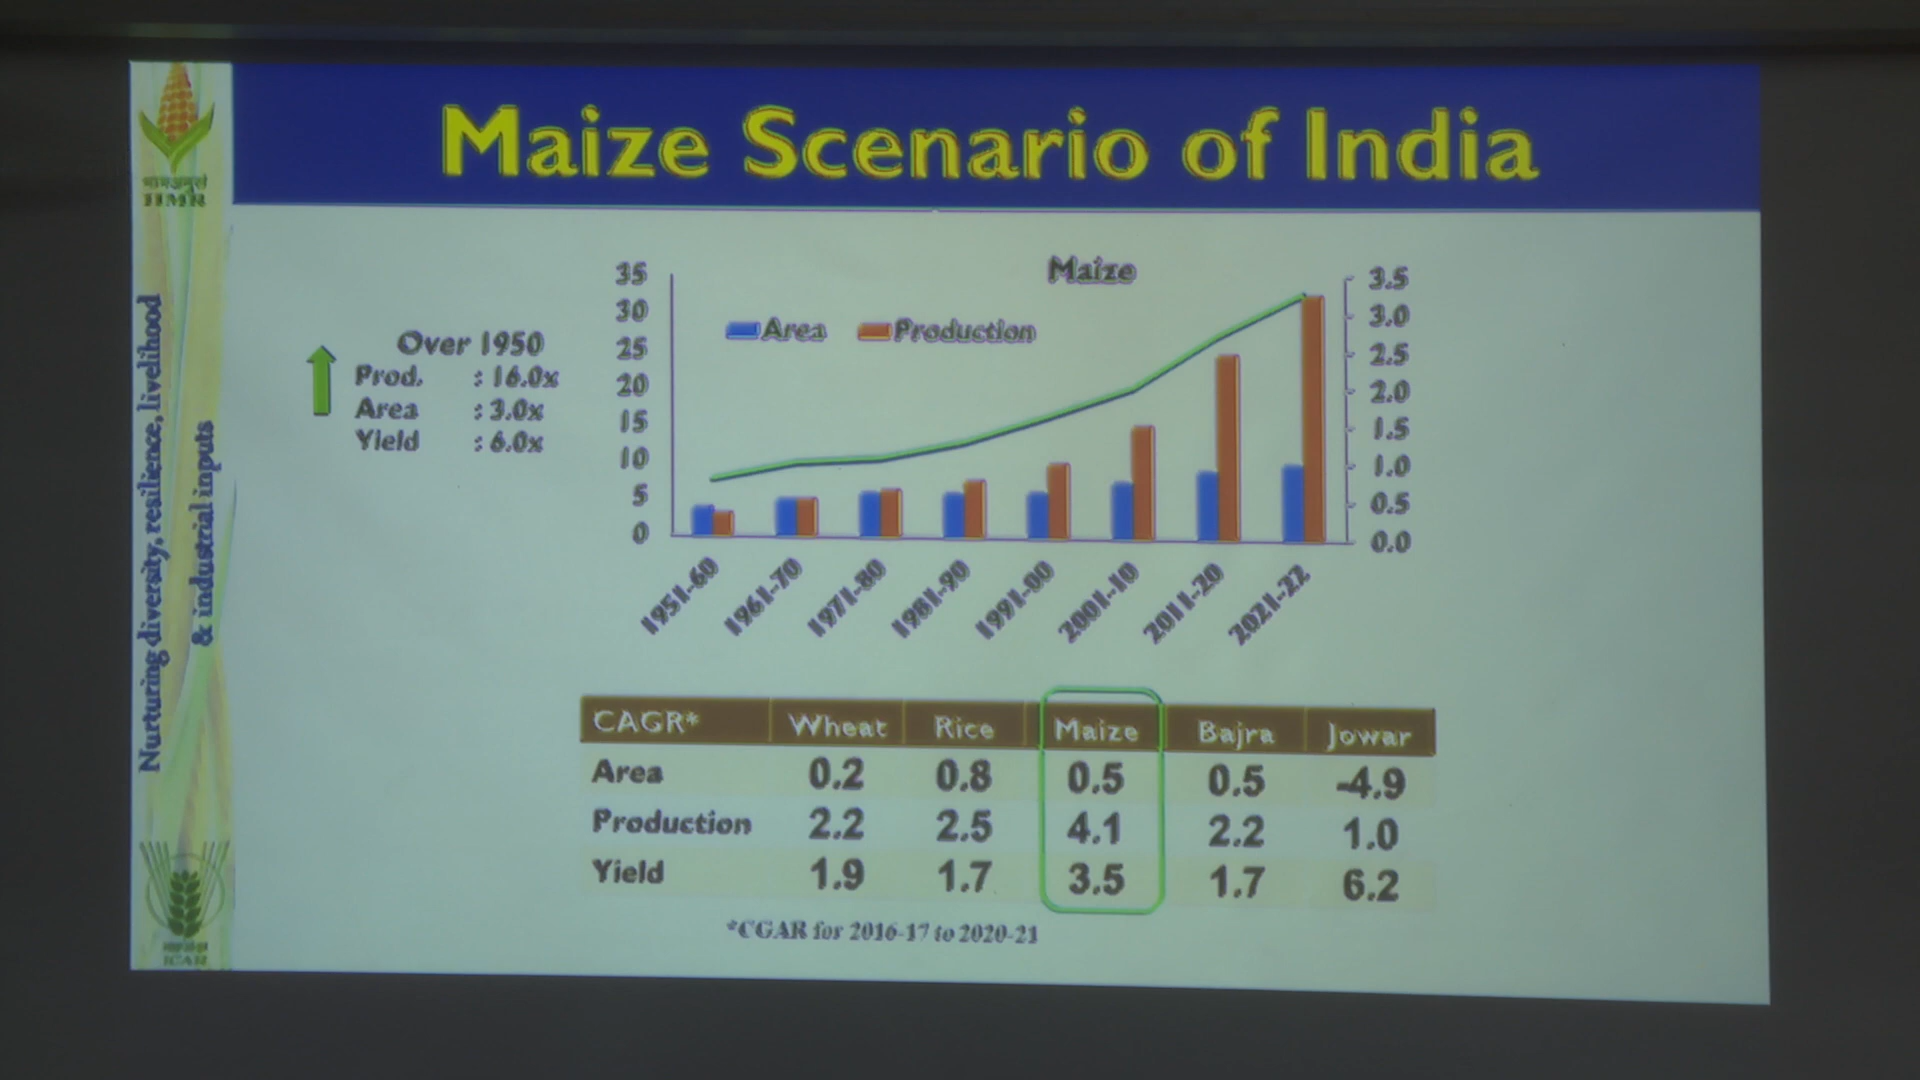 Maize Scenario of India
IIMR
Nurturing diversity, resilience, livelihood
& industrial inputs
ICAR
Over 1950
Prod. : 16.0x
Area : 3.0x
Yield : 6.0x
Maize
Area Production
35
30
25
20
15
10
5
0
3.5
3.0
2.5
2.0
1.5
1.0
0.5
0.0
1951-60 1961-70 1971-80 1981-90 1991-00 2001-10 2011-20 2021-22
CAGR* Wheat Rice Maize Bajra Jowar
Area 0.2 0.8 0.5 0.5 -4.9
Production 2.2 2.5 4.1 2.2 1.0
Yield 1.9 1.7 3.5 1.7 6.2
*CGAR for 2016-17 to 2020-21